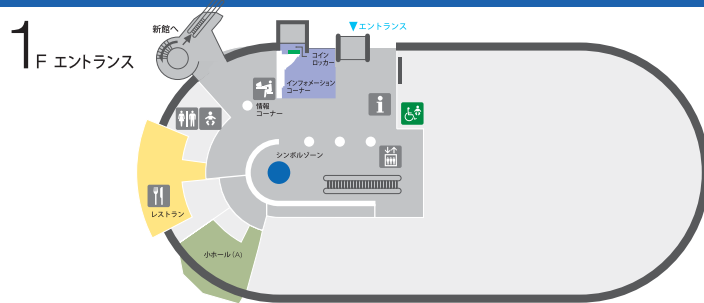 1F エントランス
新館へ
▼エントランス
コイン
ロッカー
インフォメーション
コーナー
情報
コーナー
i
シンボルゾーン
レストラン
小ホール(A)